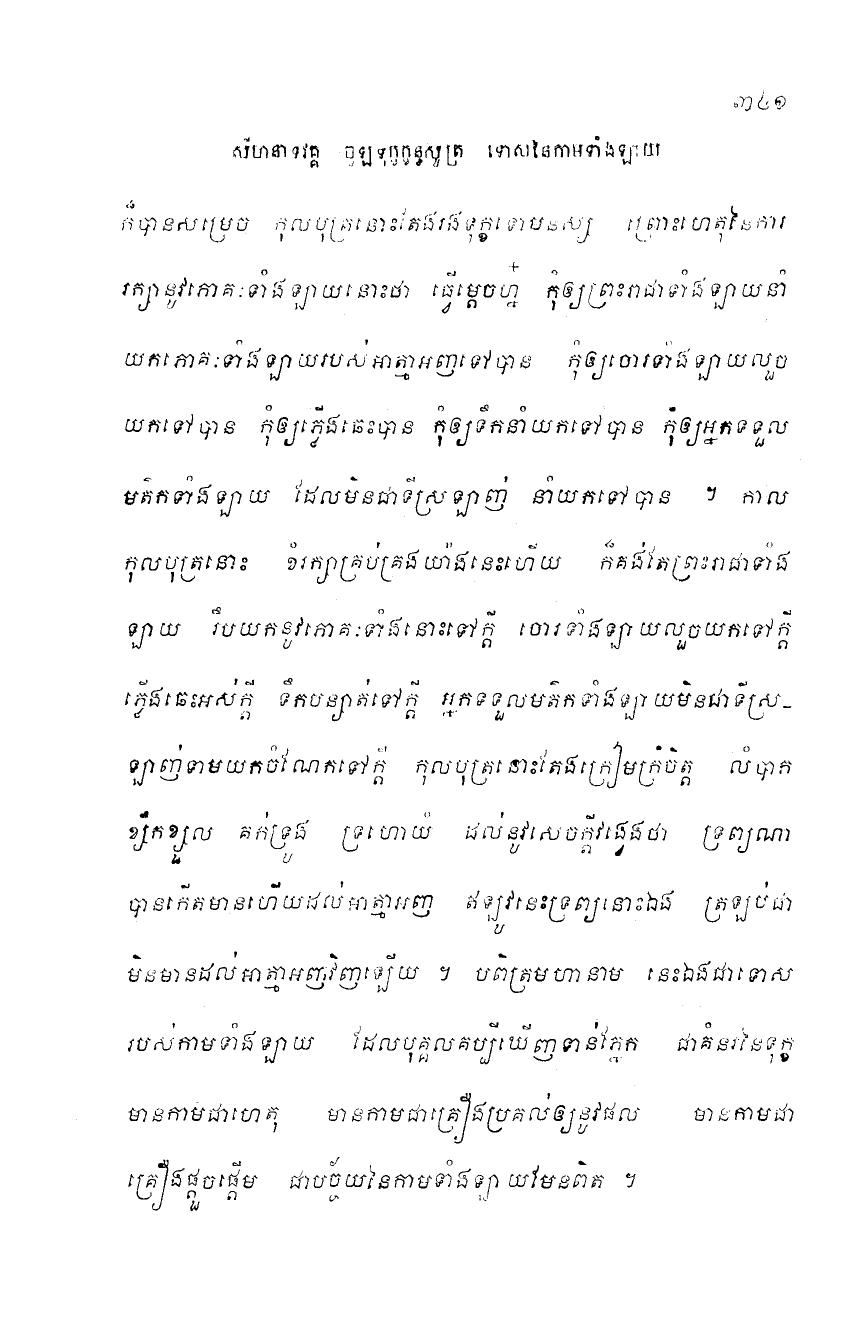 ៣៤១
សីហនាទវគ្គ ចូឡទុក្ខក្ខន្ធសូត្រ ទោសនៃកាមទាំងឡាយ
ក៏បានសម្រេច កុលបុត្រនោះតែងរងទុក្ខទោមនស្ស ព្រោះហេតុនៃការ
រក្សានូវភោគៈទាំងឡាយនោះថា ធ្វើម្តេចហ្ន៎ កុំឲ្យព្រះរាជាទាំងឡាយនាំ
យកភោគៈទាំងឡាយរបស់អាត្មាអញទៅបាន កុំឲ្យចោរទាំងឡាយលួច
យកទៅបាន កុំឲ្យភ្លើងឆេះបាន កុំឲ្យទឹកនាំយកទៅបាន កុំឲ្យអ្នកទទួល
មត៌កទាំងឡាយ ដែលមិនជាទីស្រឡាញ់ នាំយកទៅបាន ។ កាល
កុលបុត្រនោះ ខំរក្សាគ្រប់គ្រងយ៉ាងនេះហើយ ក៏គង់តែព្រះរាជាទាំង
ឡាយ រឹបយកនូវភោគៈទាំងនោះទៅក្តី ចោរទាំងឡាយលួចយកទៅក្តី
ភ្លើងឆេះអស់ក្តី ទឹកបន្សាត់ទៅក្តី អ្នកទទួលមត៌កទាំងឡាយមិនជាទីស្រ-
ឡាញ់ទាមយកចំណែកទៅក្តី កុលបុត្រនោះតែងក្រៀមក្រំចិត្ត លំបាក
ខ្សឹកខ្សួល គក់ទ្រូង ទ្រហោយំ ដល់នូវសេចក្តីវង្វេងថា ទ្រព្យណា
បានកើតមានហើយដល់អាត្មាអញ ឥឡូវនេះទ្រព្យនោះឯង ត្រឡប់ជា
មិនមានដល់អាត្មាអញវិញឡើយ ។ បពិត្រមហានាម នេះឯងជាទោស
របស់កាមទាំងឡាយ ដែលបុគ្គលគប្បីឃើញទាន់ភ្នែក ជាគំនរនៃទុក្ខ
មានកាមជាហេតុ មានកាមជាគ្រឿងប្រគល់ឲ្យនូវផល មានកាមជា
គ្រឿងផ្តួចផ្តើម ជាបច្ច័យនៃកាមទាំងឡាយវៃមនពិត ។